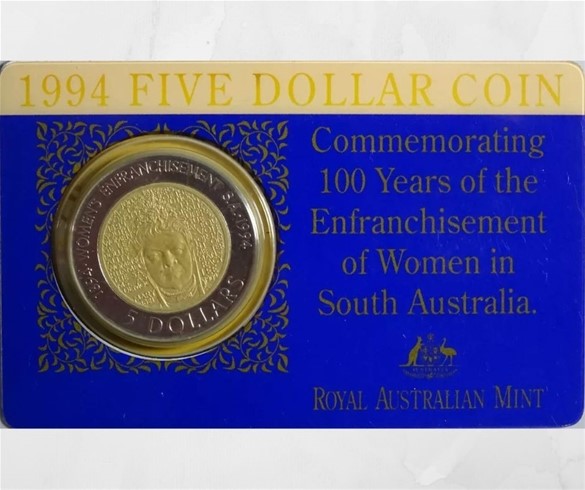 1994 FIVE DOLLAR COIN
1894·WOMEN'S ENFRANCHISEMENT S.A.·1994
5 DOLLARS
Commemorating
100 Years of the
Enfranchisement
of Women in
South Australia.
AUSTRALIA
ROYAL AUSTRALIAN MINT